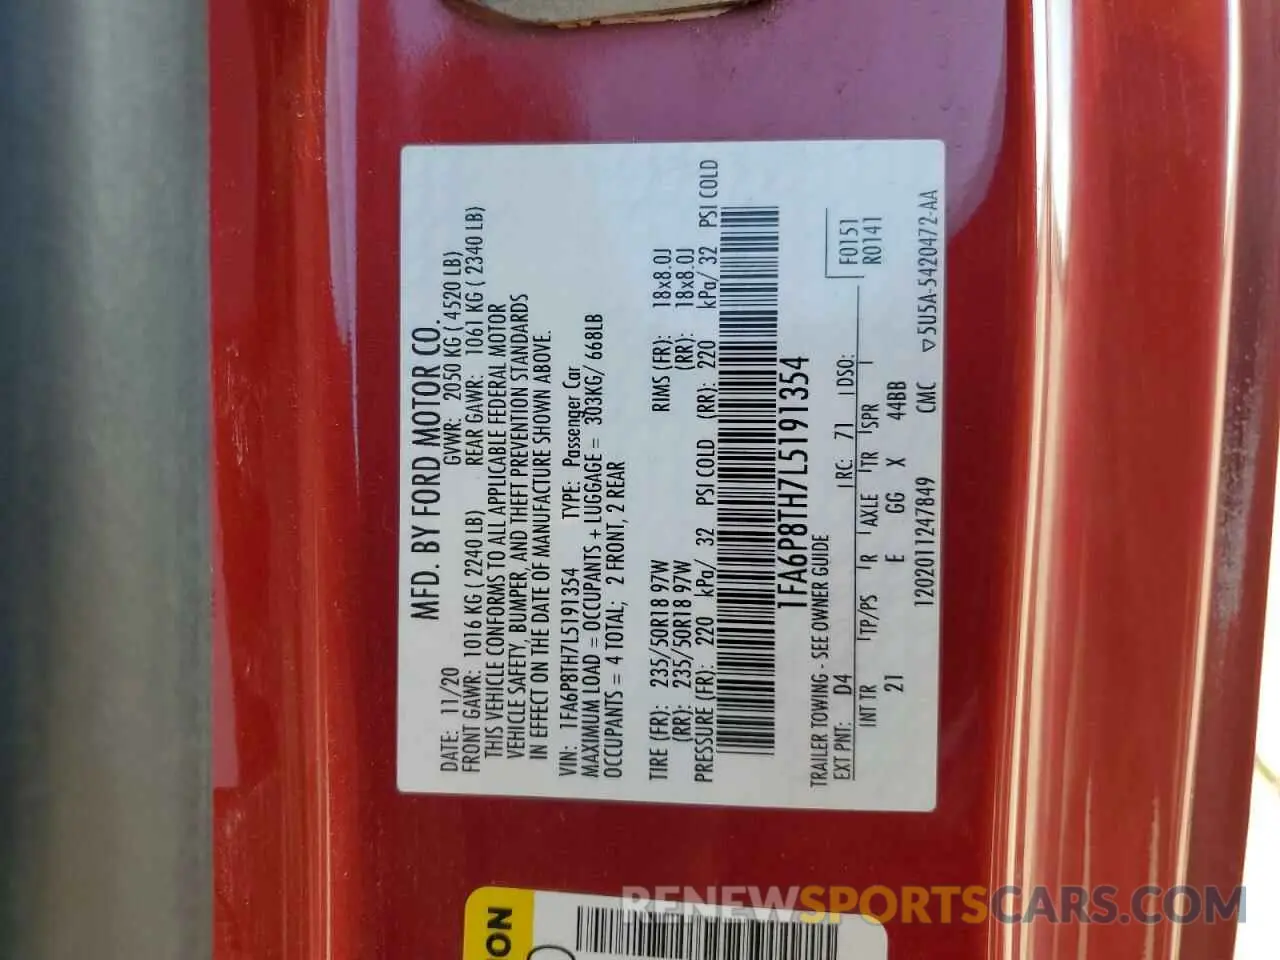 MFD. BY FORD MOTOR CO.
DATE: 11/20 GVWR: 2050 KG ( 4520 LB)
FRONT GAWR: 1016 KG ( 2240 LB) REAR GAWR: 1061 KG ( 2340 LB)
THIS VEHICLE CONFORMS TO ALL APPLICABLE FEDERAL MOTOR
VEHICLE SAFETY, BUMPER, AND THEFT PREVENTION STANDARDS
IN EFFECT ON THE DATE OF MANUFACTURE SHOWN ABOVE.
VIN: 1FA6P8TH7L5191354 TYPE: Passenger Car
MAXIMUM LOAD = OCCUPANTS + LUGGAGE = 303KG/ 668LB
OCCUPANTS = 4 TOTAL; 2 FRONT, 2 REAR
TIRE (FR): 235/50R18 97W RIMS (FR): 18x8.0J
(RR): 235/50R18 97W (RR): 18x8.0J
PRESSURE (FR): 220 kPa/ 32 PSI COLD (RR): 220 kPa/ 32 PSI COLD
1FA6P8TH7L5191354
TRAILER TOWING - SEE OWNER GUIDE
EXT PNT: D4 RC: 71 DSO: F0151
INT TR TP/PS R AXLE TR SPR R0141
21 E GG X 44BB
12020111247849 CMC ▽5U5A-5420472-AA
RENEWSPORTSCARS.COM